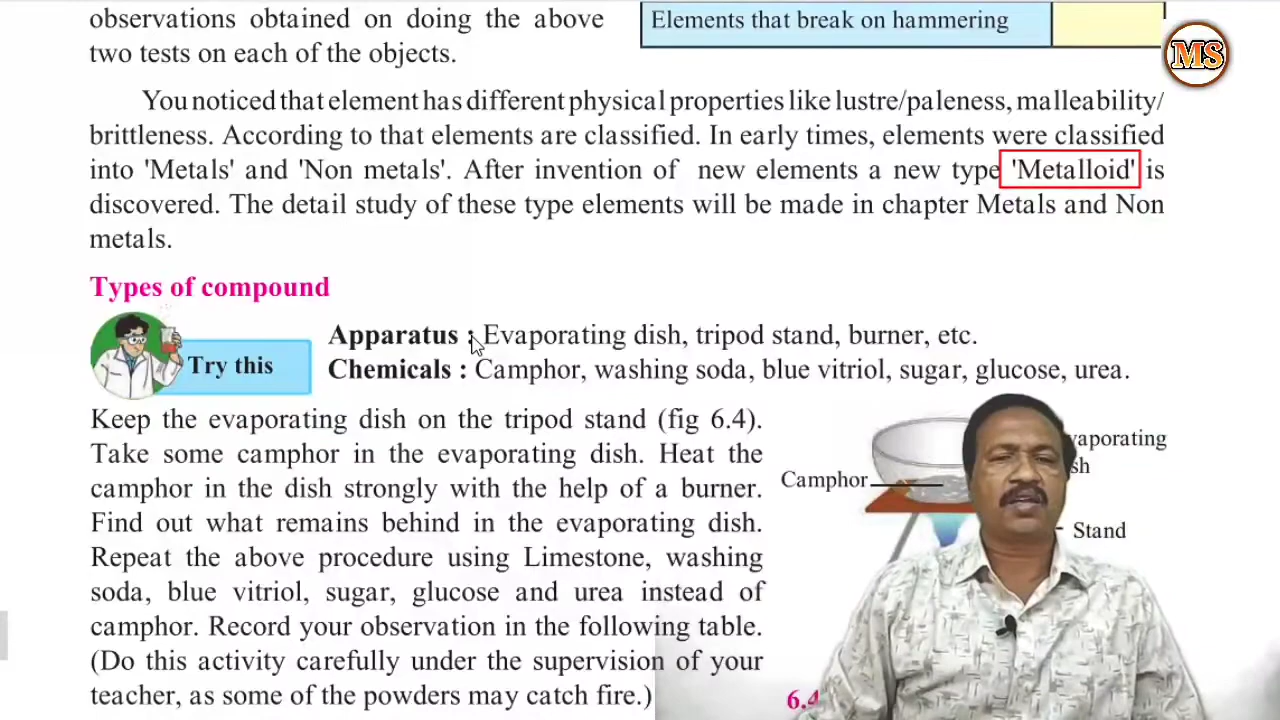 observations obtained on doing the above
two tests on each of the objects.
Elements that break on hammering
MS
You noticed that element has different physical properties like lustre/paleness, malleability/
brittleness. According to that elements are classified. In early times, elements were classified
into 'Metals' and 'Non metals'. After invention of new elements a new type 'Metalloid' is
discovered. The detail study of these type elements will be made in chapter Metals and Non
metals.
Types of compound
Try this
Apparatus : Evaporating dish, tripod stand, burner, etc.
Chemicals : Camphor, washing soda, blue vitriol, sugar, glucose, urea.
Keep the evaporating dish on the tripod stand (fig 6.4).
Take some camphor in the evaporating dish. Heat the
camphor in the dish strongly with the help of a burner.
Find out what remains behind in the evaporating dish.
Repeat the above procedure using Limestone, washing
soda, blue vitriol, sugar, glucose and urea instead of
camphor. Record your observation in the following table.
(Do this activity carefully under the supervision of your
teacher, as some of the powders may catch fire.)
Camphor
Stand